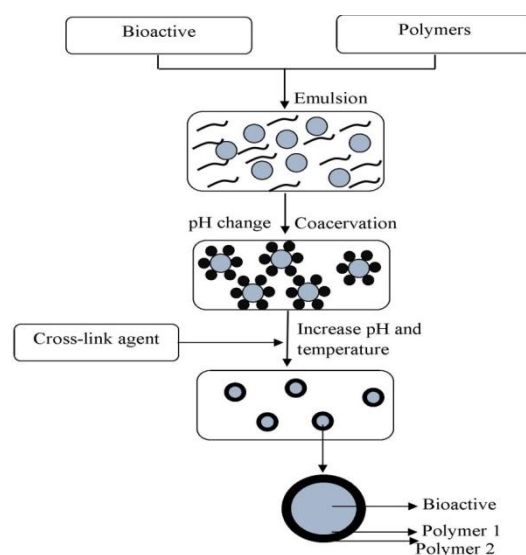 Bioactive
Polymers
Emulsion
pH change
Coacervation
Cross-link agent
Increase pH and
temperature
Bioactive
Polymer 1
Polymer 2